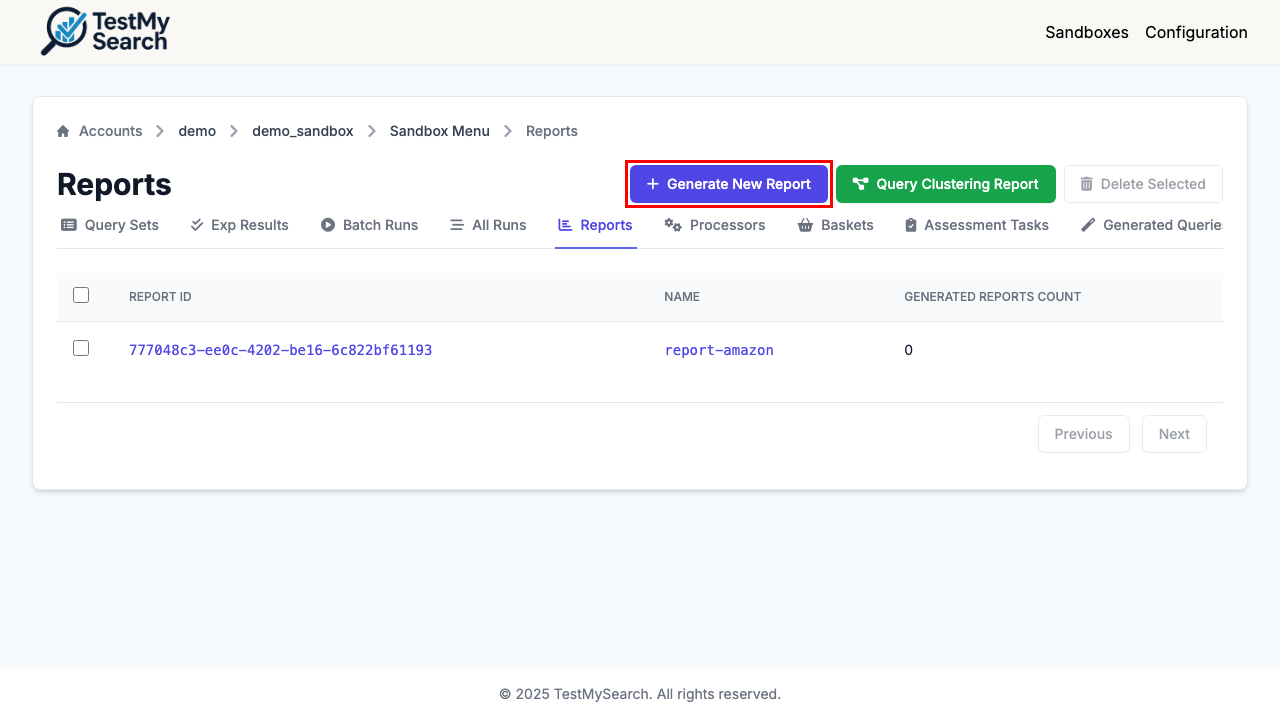 TestMy
Search
Sandboxes Configuration
Accounts demo demo_sandbox Sandbox Menu Reports
Reports
+ Generate New Report Query Clustering Report Delete Selected
Query Sets Exp Results Batch Runs All Runs Reports Processors Baskets Assessment Tasks Generated Querie
REPORT ID NAME GENERATED REPORTS COUNT
777048c3-ee0c-4202-be16-6c822bf61193 report-amazon 0
Previous Next
© 2025 TestMySearch. All rights reserved.